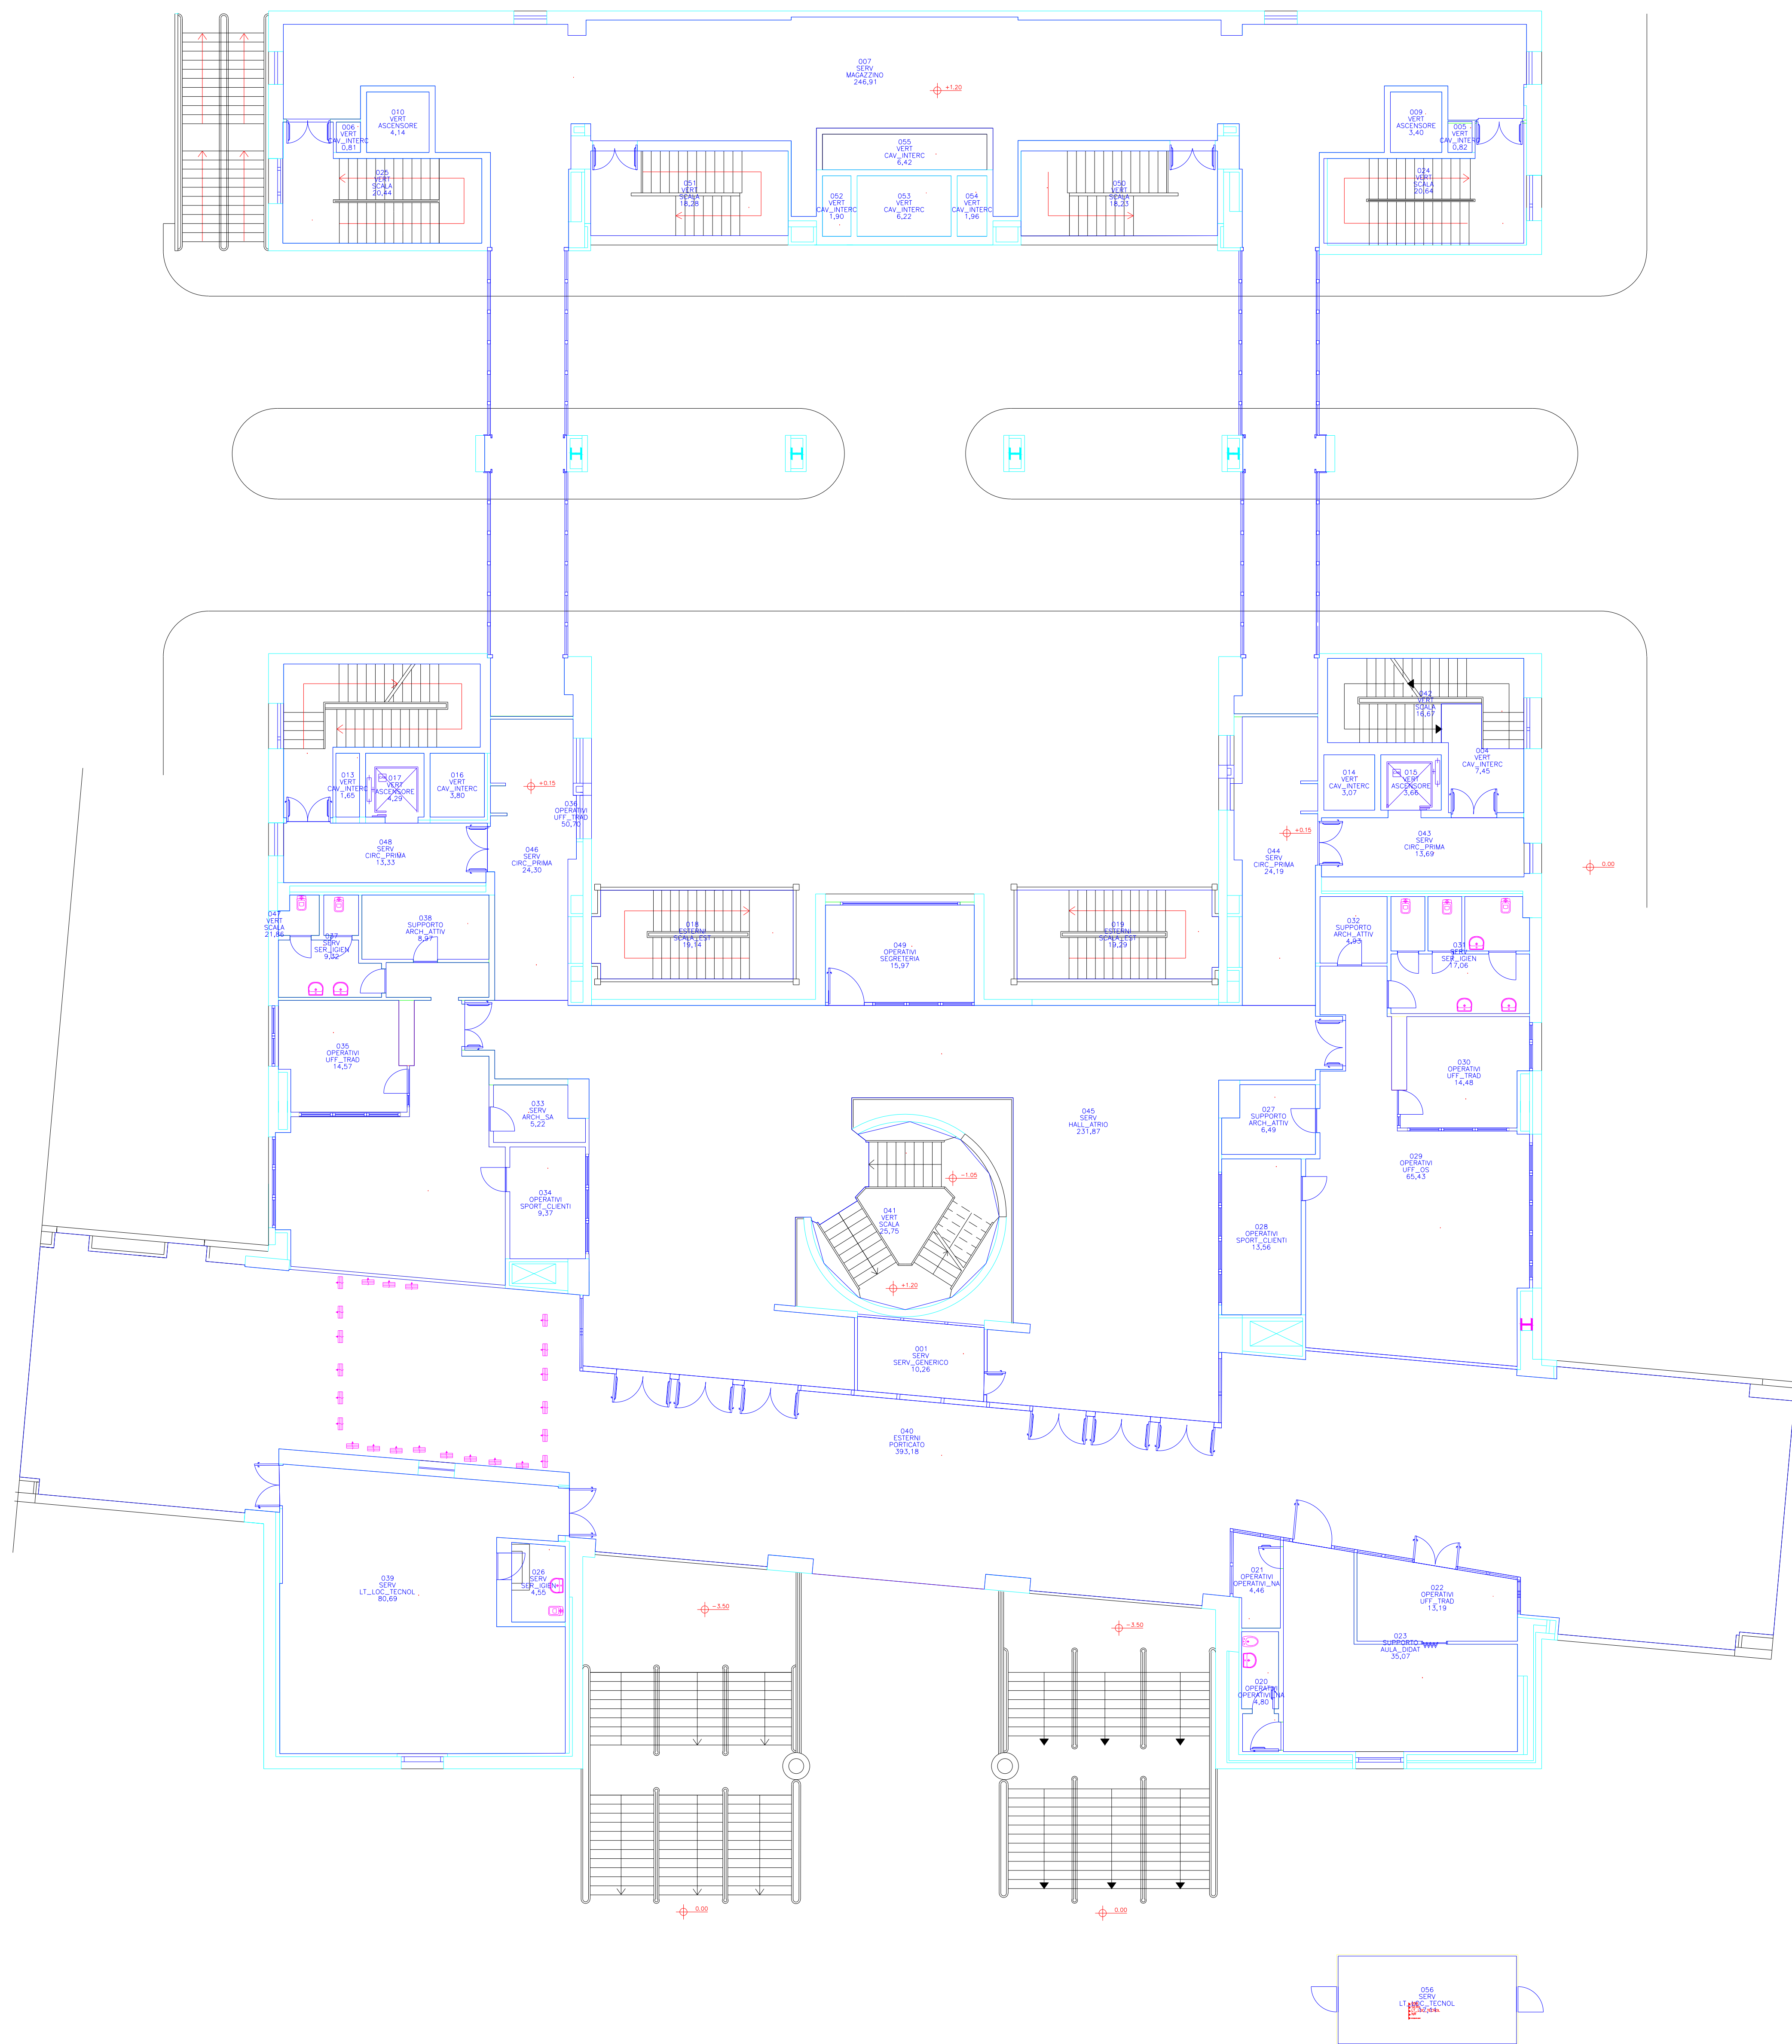 007
SERV
MAGAZZINO
246,91
+1.20
010
VERT
ASCENSORE
4,14
006
VERT
CAV_INTERC
0,81
009
VERT
ASCENSORE
3,40
005
VERT
CAV_INTERC
0,82
055
VERT
CAV_INTERC
6,42
025
VERT
SCALA
20,44
051
VERT
SCALA
18,28
052
VERT
CAV_INTERC
1,90
053
VERT
CAV_INTERC
6,22
054
VERT
CAV_INTERC
1,96
050
VERT
SCALA
18,23
024
VERT
SCALA
20,64
042
VERT
SCALA
16,67
004
VERT
CAV_INTERC
7,45
013
VERT
CAV_INTERC
1,65
017
VERT
ASCENSORE
4,29
016
VERT
CAV_INTERC
3,80
+0.15
036
OPERATIVI
UFF_TRAD
50,70
014
VERT
CAV_INTERC
3,07
015
VERT
ASCENSORE
3,66
+0.15
048
SERV
CIRC_PRIMA
13,33
046
SERV
CIRC_PRIMA
24,30
044
SERV
CIRC_PRIMA
24,19
043
SERV
CIRC_PRIMA
13,69
0.00
047
VERT
SCALA
21,86
037
SERV
SER_IGIEN
9,32
038
SUPPORTO
ARCH_ATTIV
8,97
018
ESTERNI
SCALA_EST
19,14
049
OPERATIVI
SEGRETERIA
15,97
019
ESTERNI
SCALA_EST
19,29
032
SUPPORTO
ARCH_ATTIV
4,93
031
SERV
SER_IGIEN
17,06
035
OPERATIVI
UFF_TRAD
14,57
030
OPERATIVI
UFF_TRAD
14,48
033
SERV
ARCH_SA
5,22
045
SERV
HALL_ATRIO
231,87
027
SUPPORTO
ARCH_ATTIV
6,49
029
OPERATIVI
UFF_OS
65,43
-1.05
034
OPERATIVI
SPORT_CLIENTI
9,37
041
VERT
SCALA
25,75
028
OPERATIVI
SPORT_CLIENTI
13,56
+1.20
001
SERV
SERV_GENERICO
10,26
040
ESTERNI
PORTICATO
393,18
039
SERV
LT_LOC_TECNOL
80,69
026
SERV
SER_IGIEN
4,55
-3.50
-3.50
021
OPERATIVI
OPERATIVI_NA
4,46
022
OPERATIVI
UFF_TRAD
13,19
023
SUPPORTO
AULA_DIDAT
35,07
020
OPERATIVI
OPERATIVI_NA
4,80
0.00
0.00
056
SERV
LT_LOC_TECNOL